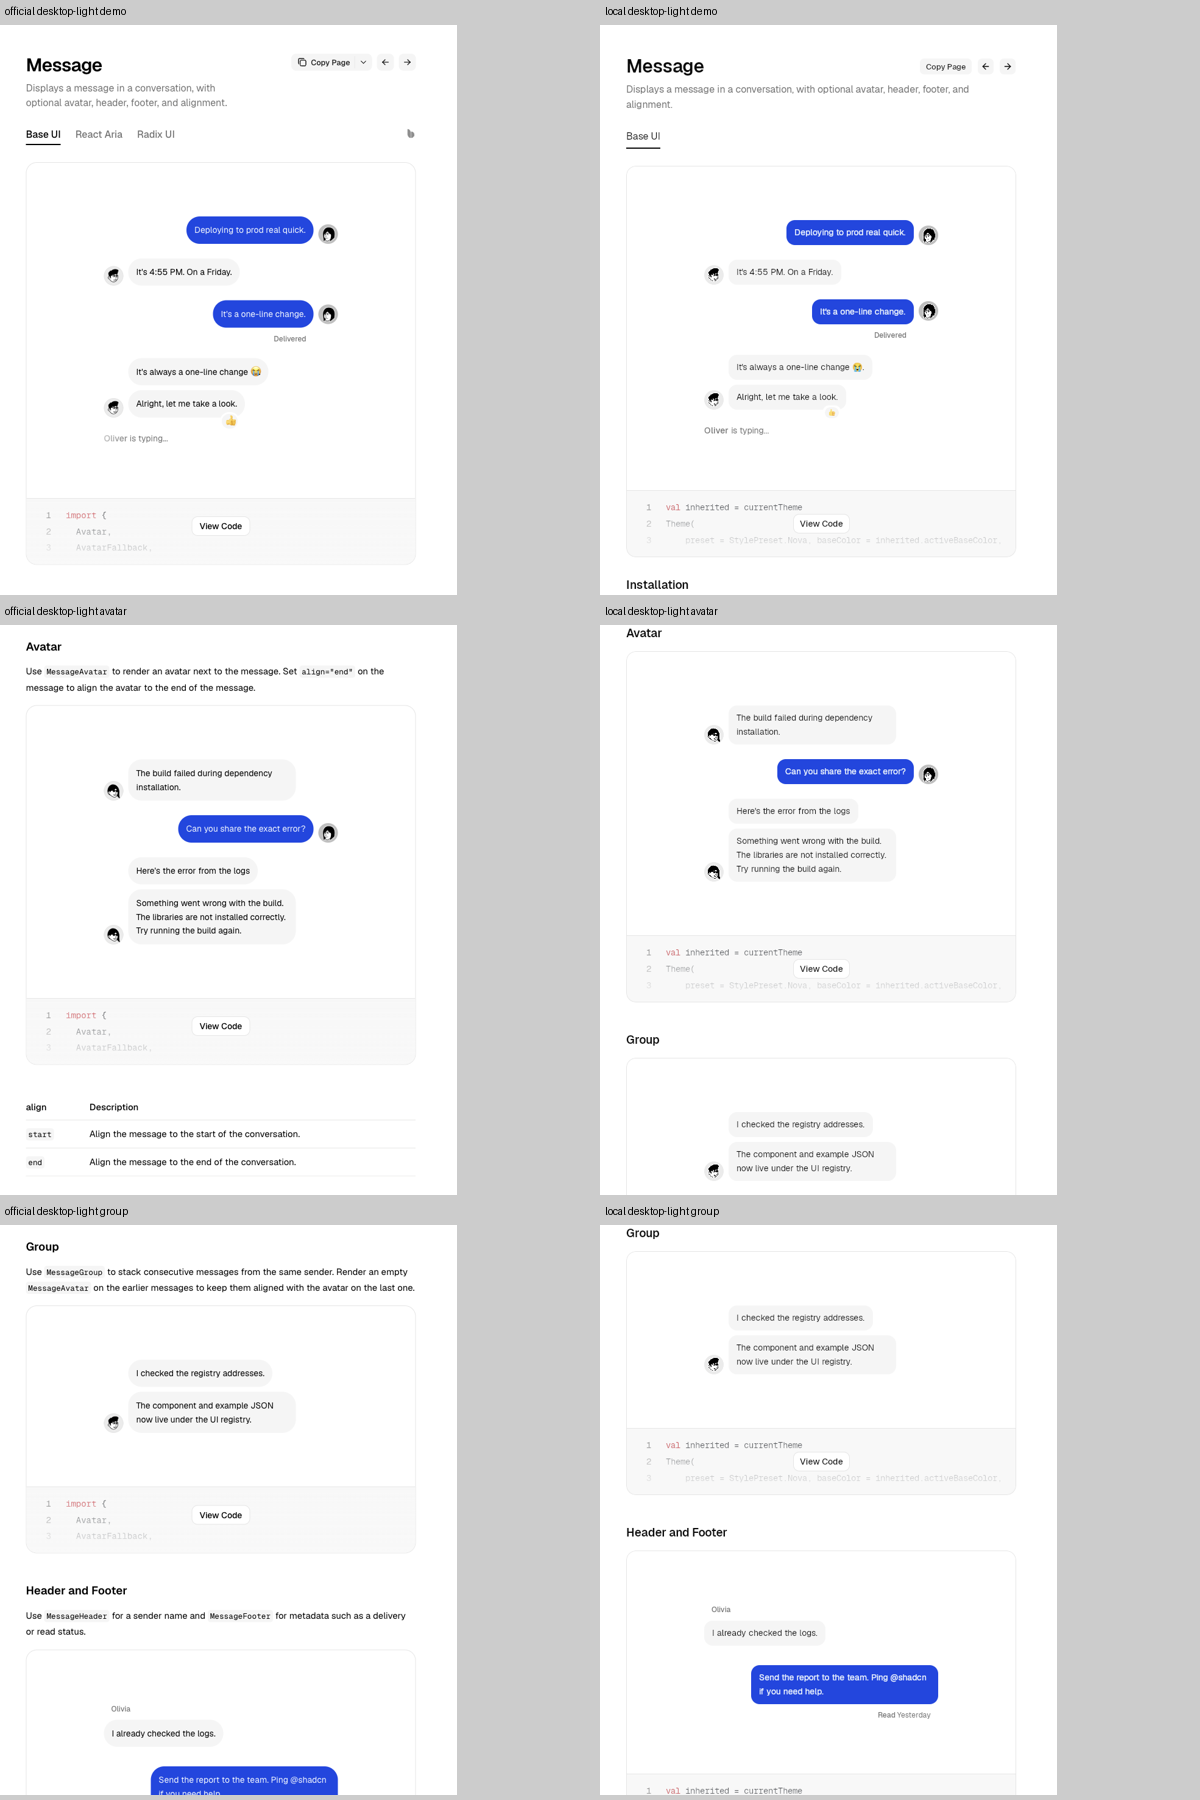 official desktop-light demo
Message
Copy Page
Displays a message in a conversation, with
optional avatar, header, footer, and alignment.
Base UI
React Aria
Radix UI
Deploying to prod real quick.
It's 4:55 PM. On a Friday.
It's a one-line change.
Delivered
It's always a one-line change 😭
Alright, let me take a look.
👍
Oliver is typing...
1 import {
2 Avatar,
3 AvatarFallback,
View Code
local desktop-light demo
Message
Copy Page
Displays a message in a conversation, with optional avatar, header, footer, and
alignment.
Base UI
Deploying to prod real quick.
It's 4:55 PM. On a Friday.
It's a one-line change.
Delivered
It's always a one-line change 😭.
Alright, let me take a look.
👍
Oliver is typing...
1 val inherited = currentTheme
2 Theme(
3 preset = StylePreset.Nova, baseColor = inherited.activeBaseColor,
View Code
Installation
official desktop-light avatar
Avatar
Use MessageAvatar to render an avatar next to the message. Set align="end" on the
message to align the avatar to the end of the message.
The build failed during dependency
installation.
Can you share the exact error?
Here's the error from the logs
Something went wrong with the build.
The libraries are not installed correctly.
Try running the build again.
1 import {
2 Avatar,
3 AvatarFallback,
View Code
align Description
start Align the message to the start of the conversation.
end Align the message to the end of the conversation.
local desktop-light avatar
Avatar
The build failed during dependency
installation.
Can you share the exact error?
Here's the error from the logs
Something went wrong with the build.
The libraries are not installed correctly.
Try running the build again.
1 val inherited = currentTheme
2 Theme(
3 preset = StylePreset.Nova, baseColor = inherited.activeBaseColor,
View Code
Group
I checked the registry addresses.
The component and example JSON
now live under the UI registry.
official desktop-light group
Group
Use MessageGroup to stack consecutive messages from the same sender. Render an empty
MessageAvatar on the earlier messages to keep them aligned with the avatar on the last one.
I checked the registry addresses.
The component and example JSON
now live under the UI registry.
1 import {
2 Avatar,
3 AvatarFallback,
View Code
Header and Footer
Use MessageHeader for a sender name and MessageFooter for metadata such as a delivery
or read status.
Olivia
I already checked the logs.
Send the report to the team. Ping @shadcn
if you need help.
local desktop-light group
Group
I checked the registry addresses.
The component and example JSON
now live under the UI registry.
1 val inherited = currentTheme
2 Theme(
3 preset = StylePreset.Nova, baseColor = inherited.activeBaseColor,
View Code
Header and Footer
Olivia
I already checked the logs.
Send the report to the team. Ping @shadcn
if you need help.
Read Yesterday
1 val inherited = currentTheme